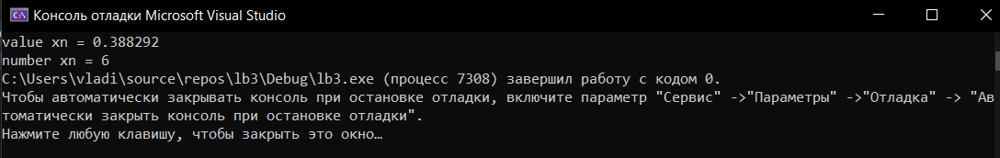 Консоль отладки Microsoft Visual Studio
value xn = 0.388292
number xn = 6
C:\Users\vladi\source\repos\lb3\Debug\lb3.exe (процесс 7308) завершил работу с кодом 0.
Чтобы автоматически закрывать консоль при остановке отладки, включите параметр "Сервис" ->"Параметры" ->"Отладка" -> "Ав
томатически закрыть консоль при остановке отладки".
Нажмите любую клавишу, чтобы закрыть это окно…